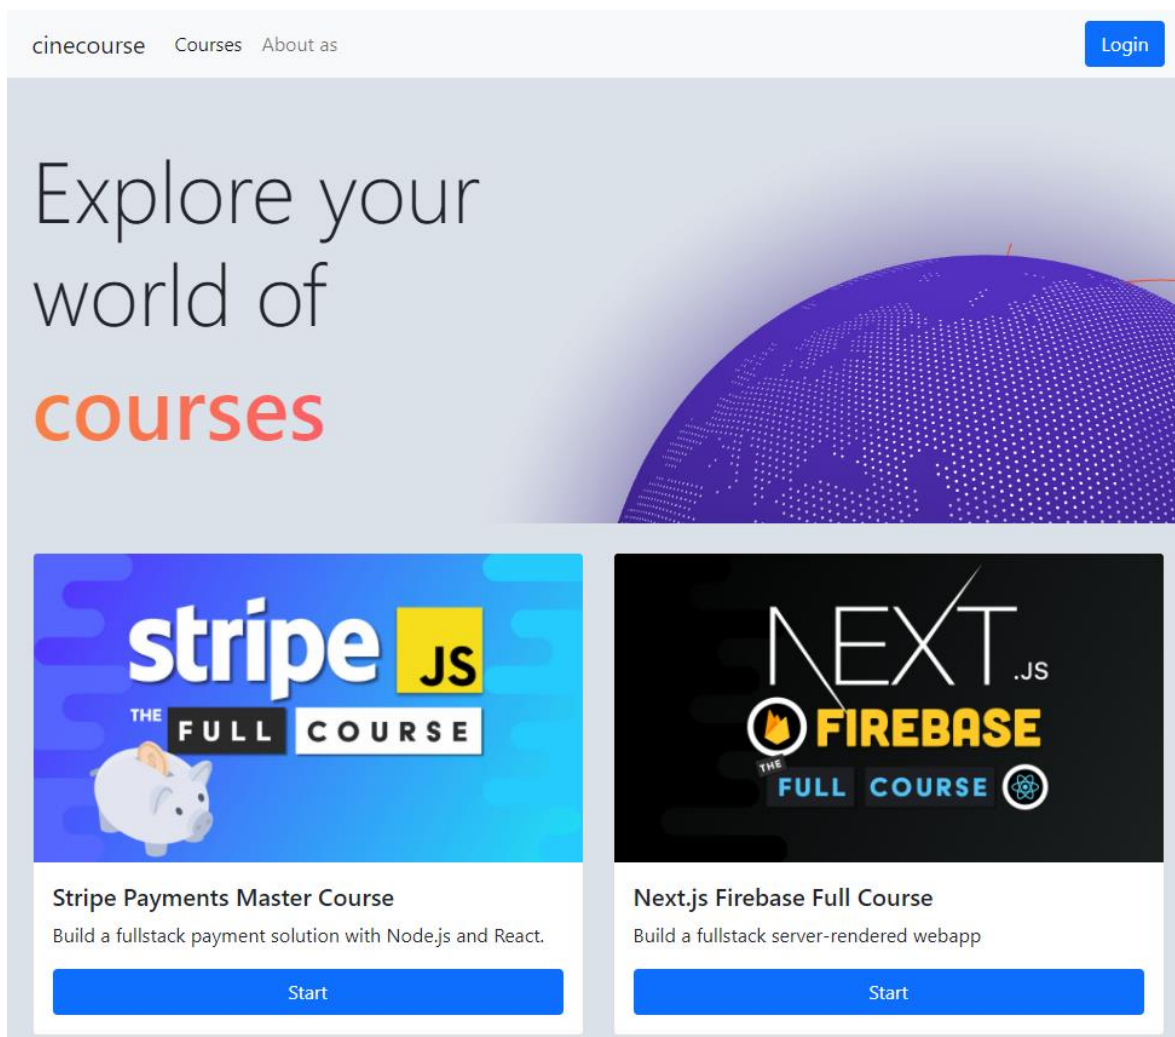 cinecourse Courses About as Login
Explore your
world of
courses
stripe JS
THE FULL COURSE
NEXT.JS
FIREBASE
THE
FULL COURSE
Stripe Payments Master Course
Build a fullstack payment solution with Node.js and React.
Start
Next.js Firebase Full Course
Build a fullstack server-rendered webapp
Start